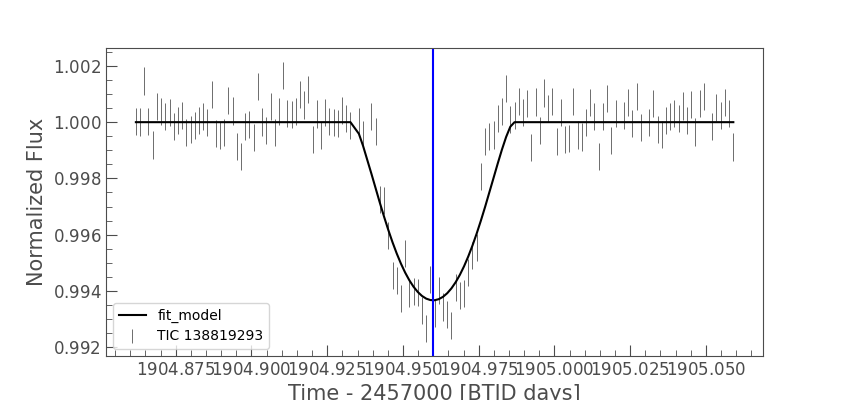 Normalized Flux
1.002
1.000
0.998
0.996
0.994
0.992
fit_model
TIC 138819293
1904.875 1904.900 1904.925 1904.950 1904.975 1905.000 1905.025 1905.050
Time - 2457000 [BTJD days]